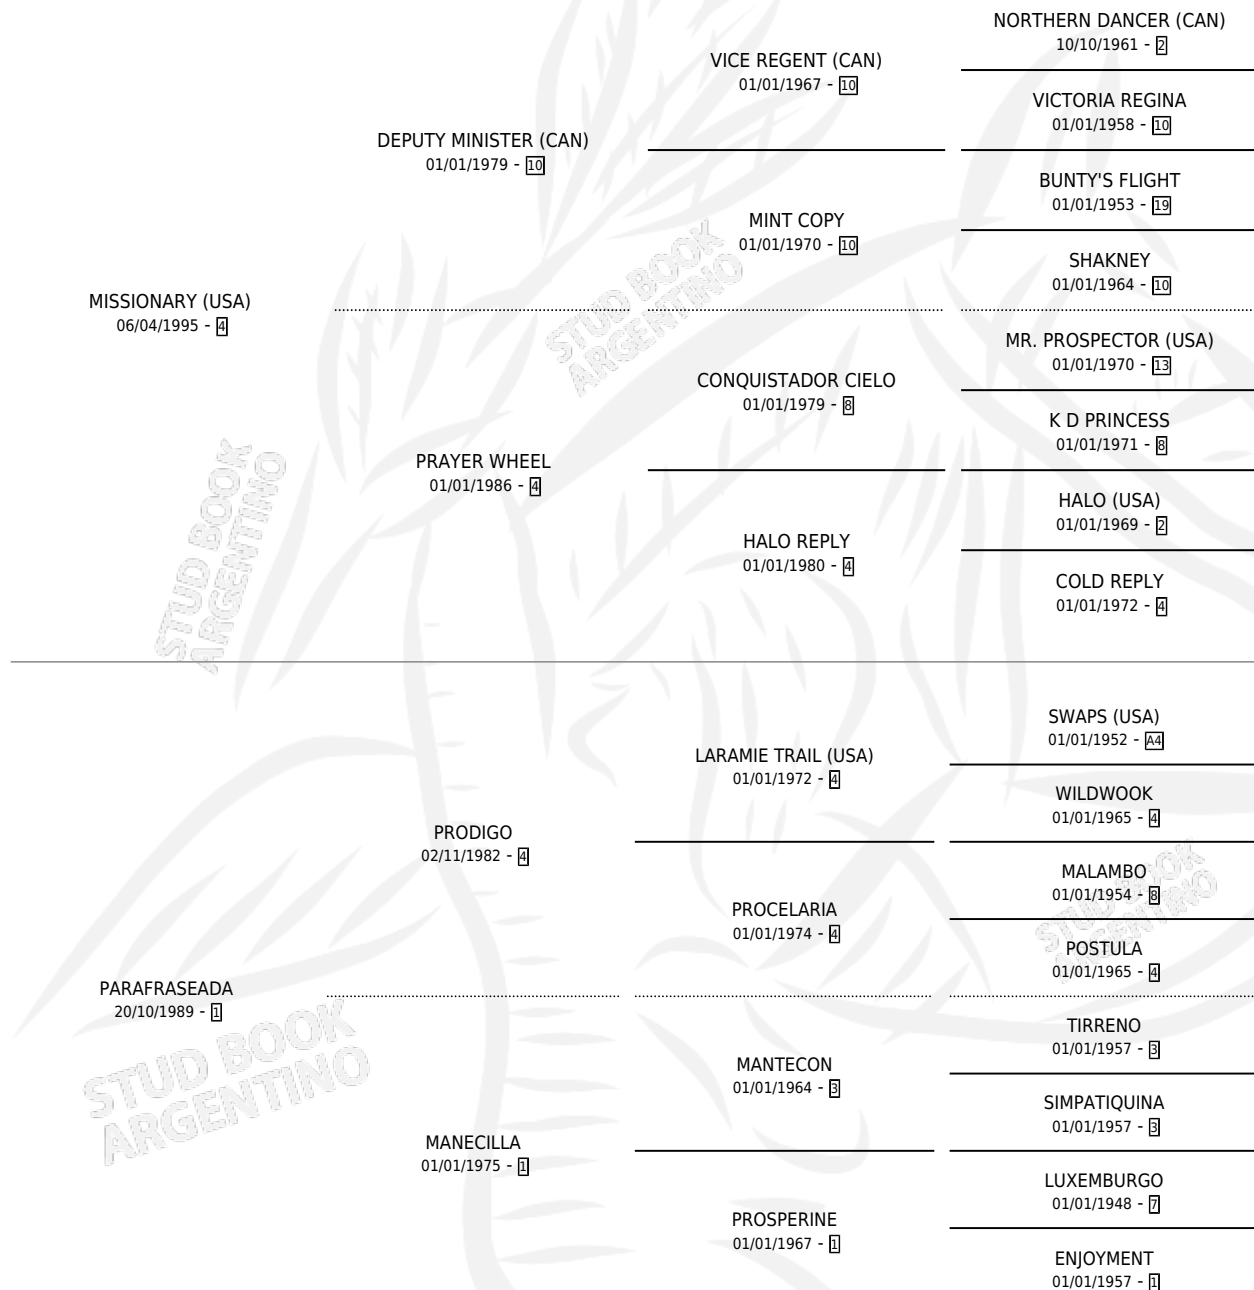 NORTHERN DANCER (CAN)
10/10/1961 - 2
VICE REGENT (CAN)
01/01/1967 - 10
VICTORIA REGINA
01/01/1958 - 10
DEPUTY MINISTER (CAN)
01/01/1979 - 10
BUNTY'S FLIGHT
01/01/1953 - 19
MINT COPY
01/01/1970 - 10
SHAKNEY
01/01/1964 - 10
MISSIONARY (USA)
06/04/1995 - 4
MR. PROSPECTOR (USA)
01/01/1970 - 13
CONQUISTADOR CIELO
01/01/1979 - 8
K D PRINCESS
01/01/1971 - 8
PRAYER WHEEL
01/01/1986 - 4
HALO (USA)
01/01/1969 - 2
HALO REPLY
01/01/1980 - 4
COLD REPLY
01/01/1972 - 4
SWAPS (USA)
01/01/1952 - A4
LARAMIE TRAIL (USA)
01/01/1972 - 4
WILDWOOK
01/01/1965 - 4
PRODIGO
02/11/1982 - 4
MALAMBO
01/01/1954 - 8
PROCELARIA
01/01/1974 - 4
POSTULA
01/01/1965 - 4
PARAFRASEADA
20/10/1989 - 1
TIRRENO
01/01/1957 - 3
MANTECON
01/01/1964 - 3
SIMPATIQUINA
01/01/1957 - 3
MANECILLA
01/01/1975 - 1
LUXEMBURGO
01/01/1948 - 7
PROSPERINE
01/01/1967 - 1
ENJOYMENT
01/01/1957 - 1
STUD BOOK
ARGENTINO
STUD BOOK
ARGENTINO
STUD BOOK
ARGENTINO
STUD BOOK
ARGENTINO